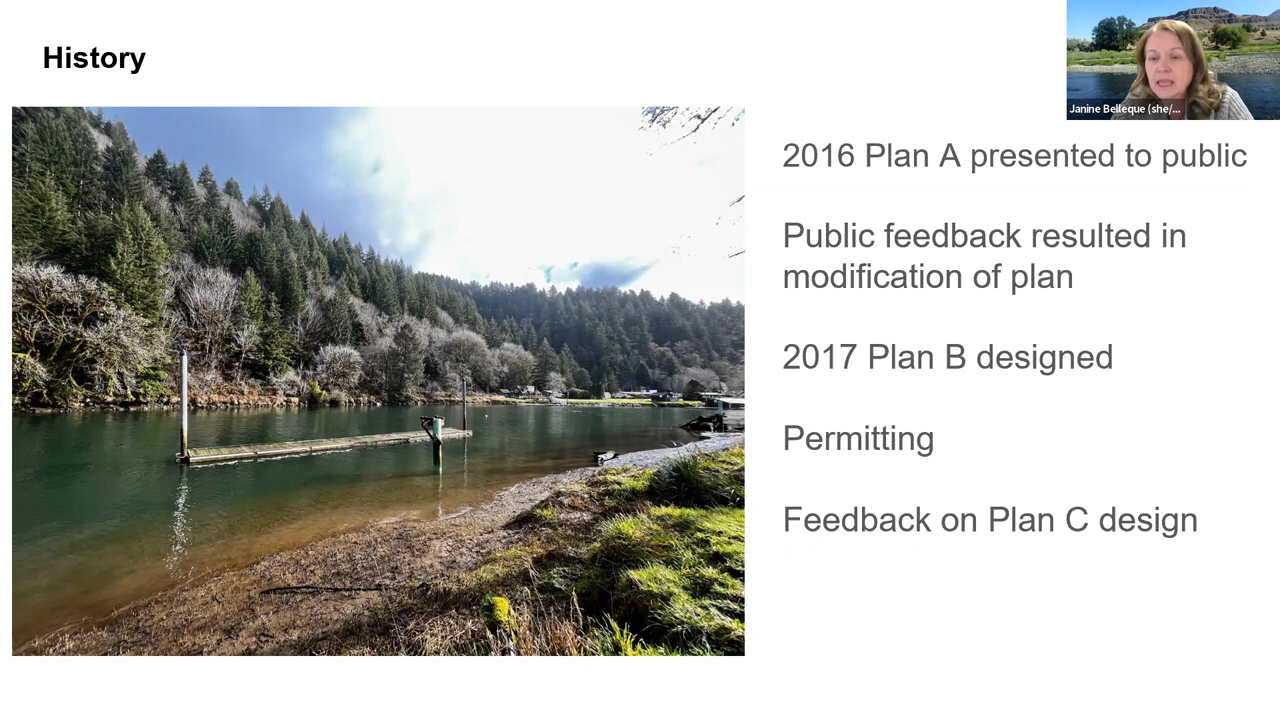 History
Janine Belleque (she/...
2016 Plan A presented to public
Public feedback resulted in
modification of plan
2017 Plan B designed
Permitting
Feedback on Plan C design